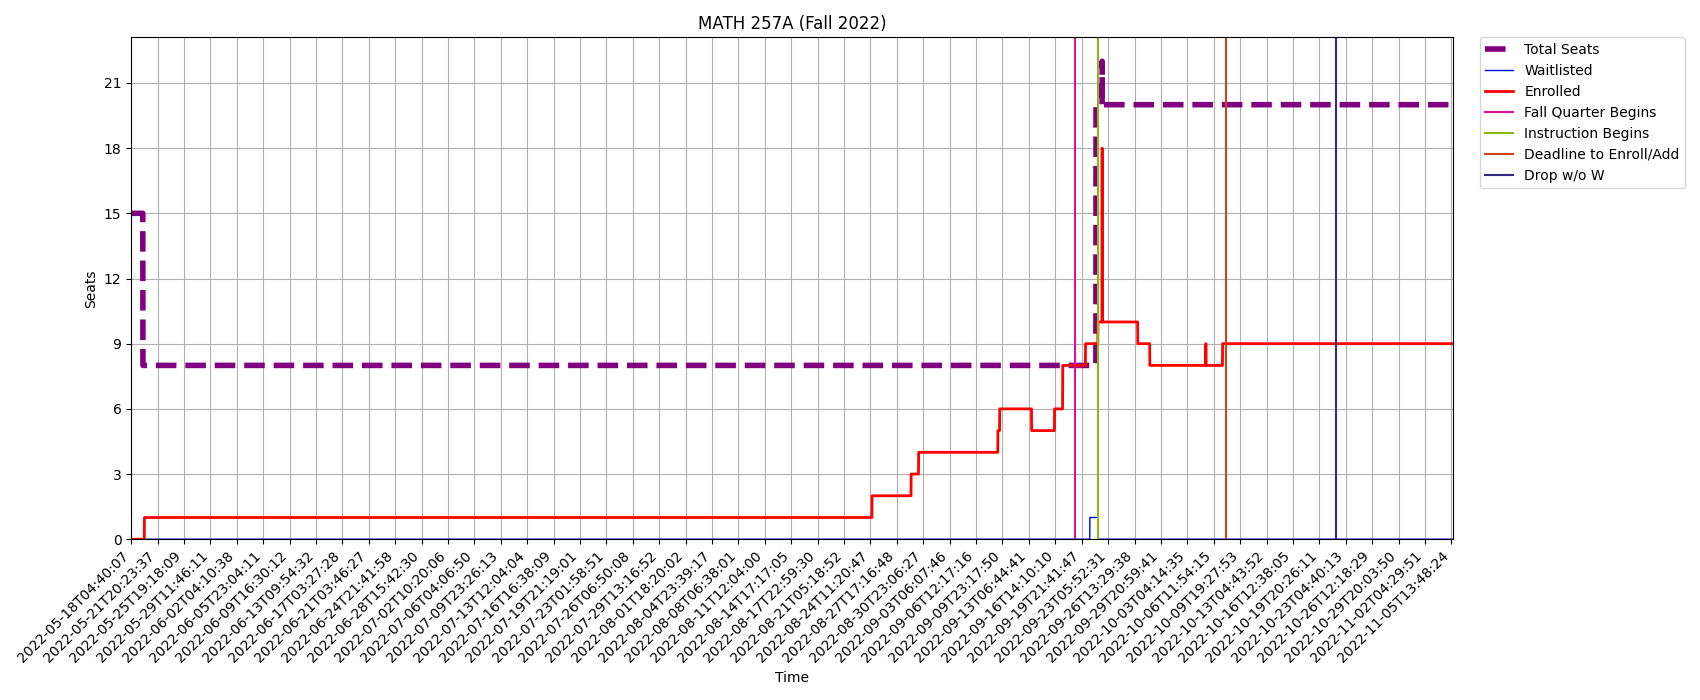 MATH 257A (Fall 2022)
Seats
21
18
15
12
9
6
3
0
2022-05-18T04:40:07
2022-05-21T20:23:37
2022-05-25T19:18:09
2022-05-29T11:46:11
2022-06-02T04:10:38
2022-06-05T23:04:11
2022-06-09T16:30:12
2022-06-13T09:54:32
2022-06-17T03:27:28
2022-06-21T03:46:27
2022-06-24T21:41:58
2022-06-28T15:42:30
2022-07-02T10:20:06
2022-07-06T04:06:50
2022-07-09T23:26:13
2022-07-13T12:04:04
2022-07-16T16:38:09
2022-07-19T21:19:01
2022-07-23T01:58:51
2022-07-26T06:50:08
2022-07-29T13:16:52
2022-08-01T18:20:02
2022-08-04T23:39:17
2022-08-08T06:38:01
2022-08-11T12:04:00
2022-08-14T17:17:05
2022-08-17T22:59:30
2022-08-21T05:18:52
2022-08-24T11:20:47
2022-08-27T17:16:48
2022-08-30T23:06:27
2022-09-03T06:07:46
2022-09-06T12:17:16
2022-09-09T23:17:50
2022-09-13T06:44:41
2022-09-16T14:10:10
2022-09-19T21:41:47
2022-09-23T05:52:31
2022-09-26T13:29:38
2022-09-29T20:59:41
2022-10-03T04:14:35
2022-10-06T11:54:15
2022-10-09T19:27:53
2022-10-13T04:43:52
2022-10-16T12:38:05
2022-10-19T20:26:11
2022-10-23T04:40:13
2022-10-26T12:18:29
2022-10-29T20:03:50
2022-11-02T04:29:51
2022-11-05T13:48:24
Time
Total Seats
Waitlisted
Enrolled
Fall Quarter Begins
Instruction Begins
Deadline to Enroll/Add
Drop w/o W